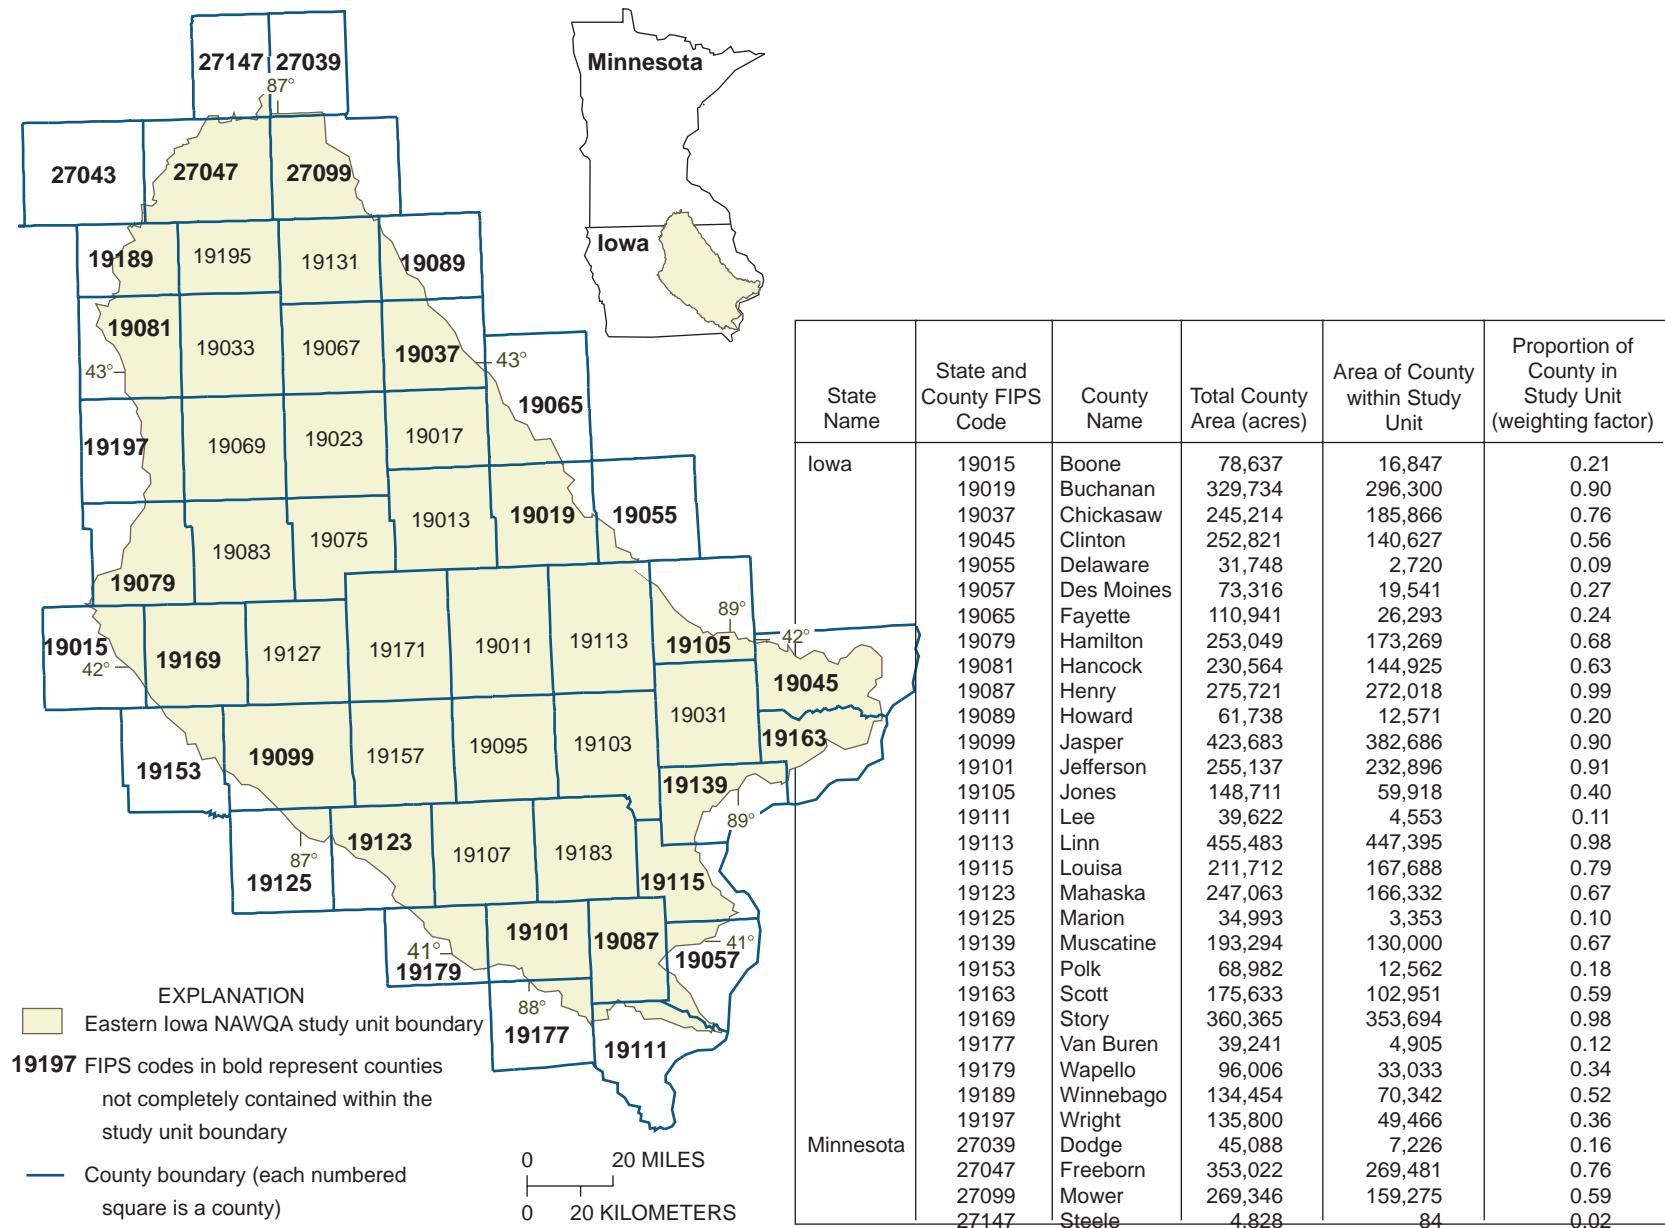 27147 27039
87°
27043 27047 27099
19189 19195 19131 19089
19081 19033 19067 19037
43° 43°
19065
19197 19069 19023 19017
19079 19083 19075 19013 19019 19055
89°
19015 19169 19127 19171 19011 19113 19105 42°
42°
19045
19031
19153 19099 19157 19095 19103 19163
19139
89°
87°
19125 19123 19107 19183 19115
41° 19179 19101 19087 41° 19057
88°
19177 19111
Minnesota
Iowa
EXPLANATION
Eastern Iowa NAWQA study unit boundary
19197 FIPS codes in bold represent counties
not completely contained within the
study unit boundary
County boundary (each numbered
square is a county)
0 20 MILES
0 20 KILOMETERS
State Name | State and County FIPS Code | County Name | Total County Area (acres) | Area of County within Study Unit | Proportion of County in Study Unit (weighting factor)
Iowa 19015 Boone 78,637 16,847 0.21
19019 Buchanan 329,734 296,300 0.90
19037 Chickasaw 245,214 185,866 0.76
19045 Clinton 252,821 140,627 0.56
19055 Delaware 31,748 2,720 0.09
19057 Des Moines 73,316 19,541 0.27
19065 Fayette 110,941 26,293 0.24
19079 Hamilton 253,049 173,269 0.68
19081 Hancock 230,564 144,925 0.63
19087 Henry 275,721 272,018 0.99
19089 Howard 61,738 12,571 0.20
19099 Jasper 423,683 382,686 0.90
19101 Jefferson 255,137 232,896 0.91
19105 Jones 148,711 59,918 0.40
19111 Lee 39,622 4,553 0.11
19113 Linn 455,483 447,395 0.98
19115 Louisa 211,712 167,688 0.79
19123 Mahaska 247,063 166,332 0.67
19125 Marion 34,993 3,353 0.10
19139 Muscatine 193,294 130,000 0.67
19153 Polk 68,982 12,562 0.18
19163 Scott 175,633 102,951 0.59
19169 Story 360,365 353,694 0.98
19177 Van Buren 39,241 4,905 0.12
19179 Wapello 96,006 33,033 0.34
19189 Winnebago 134,454 70,342 0.52
19197 Wright 135,800 49,466 0.36
Minnesota 27039 Dodge 45,088 7,226 0.16
27047 Freeborn 353,022 269,481 0.76
27099 Mower 269,346 159,275 0.59
27147 Steele 4,828 84 0.02